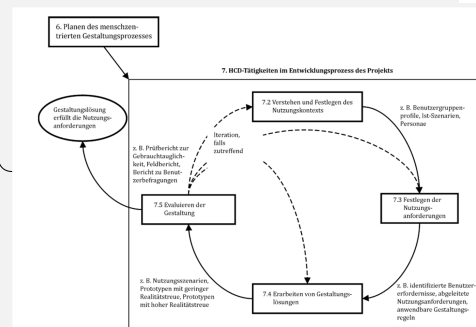 6. Planen des menschzen-
trierten Gestaltungsprozesses
7. HCD-Tätigkeiten im Entwicklungsprozess des Projekts
Gestaltungslösung
erfüllt die Nutzungs-
anforderungen
7.2 Verstehen und Festlegen des
Nutzungskontexts
z. B. Benutzergruppen-
profile, Ist-Szenarien,
Personae
z. B. Prüfbericht zur
Gebrauchtauglich-
keit, Feldbericht,
Bericht zu Benut-
zerbefragungen
Iteration,
falls
zutreffend
7.5 Evaluieren der
Gestaltung
7.3 Festlegen der
Nutzungs-
anforderungen
z. B. Nutzungsszenarien,
Prototypen mit geringer
Realitätstreue, Prototypen
mit hoher Realitätstreue
7.4 Erarbeiten von Gestaltungs-
lösungen
z. B. identifizierte Benutzer-
erfordernisse, abgeleitete
Nutzungsanforderungen,
anwendbare Gestaltungs-
regeln